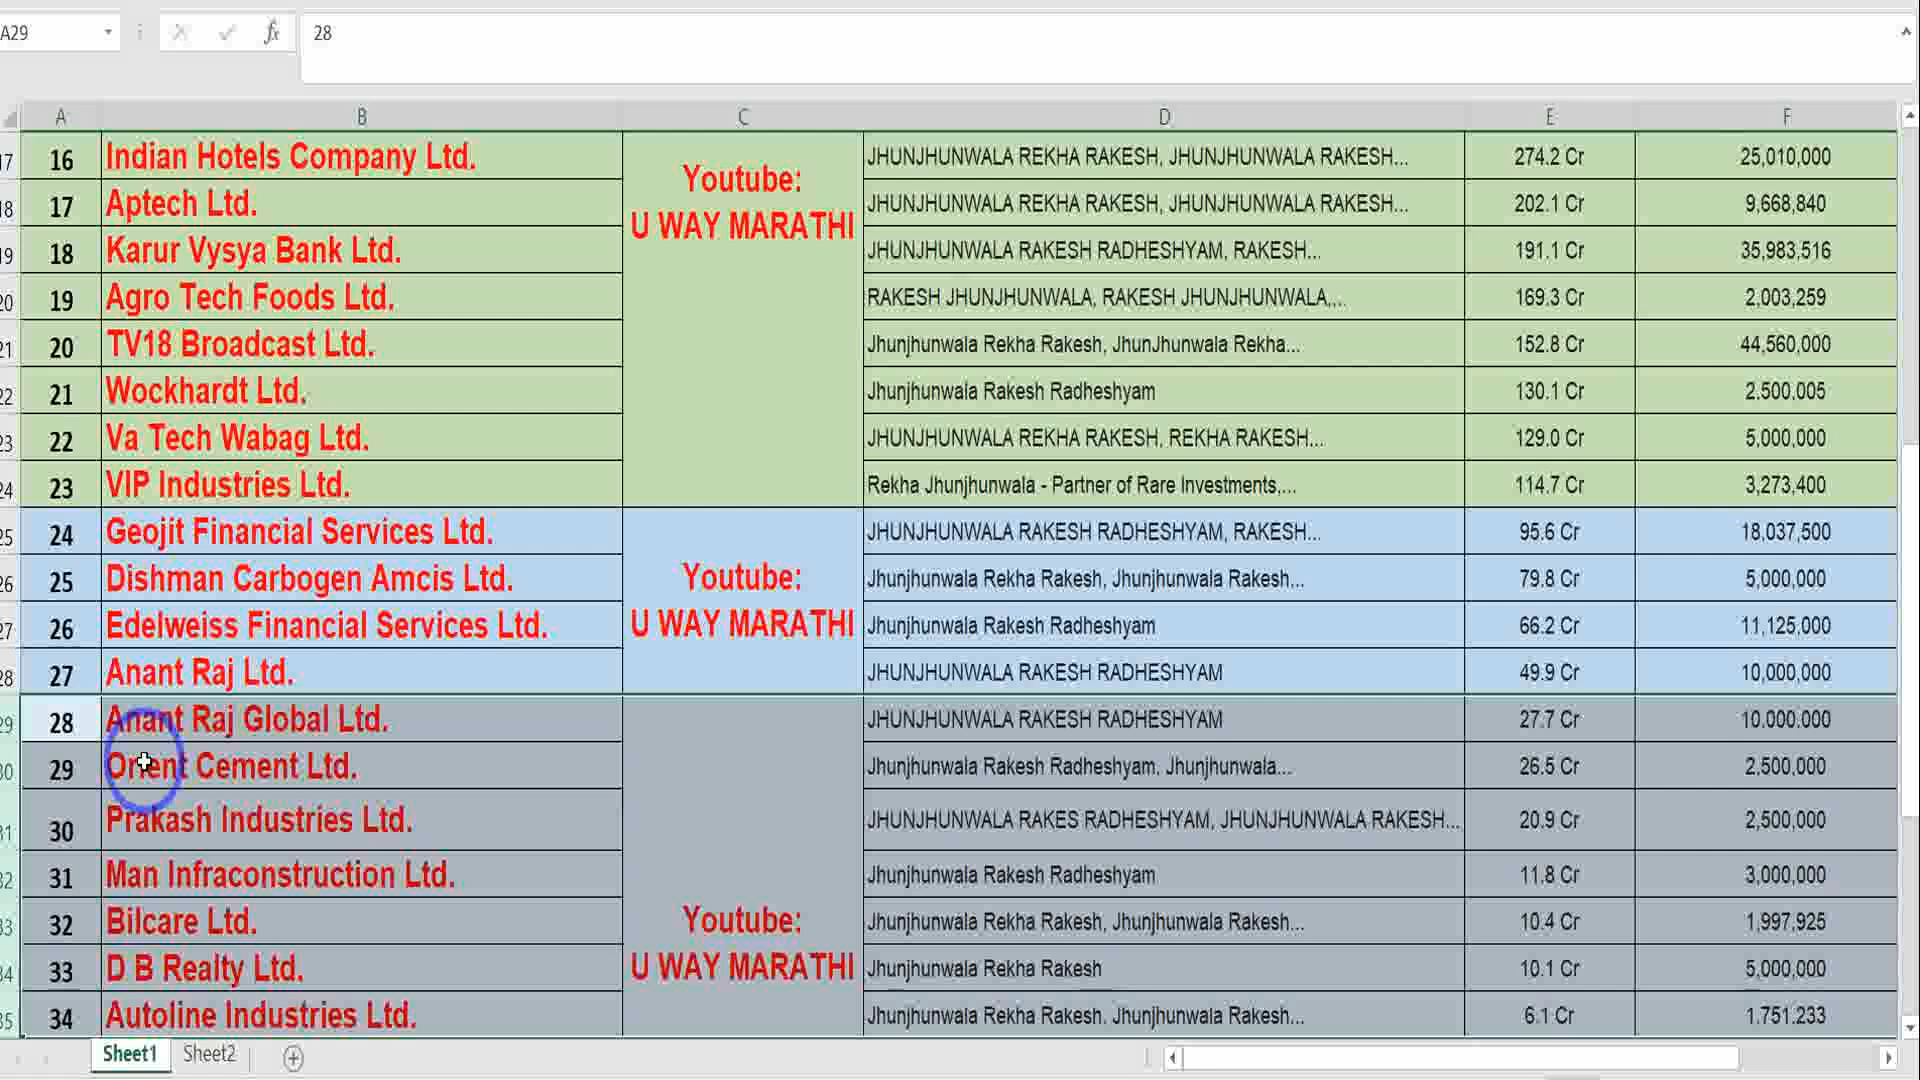 A29
fx
28
A B C D E F
17 16 Indian Hotels Company Ltd. JHUNJHUNWALA REKHA RAKESH, JHUNJHUNWALA RAKESH... 274.2 Cr 25,010,000
Youtube:
U WAY MARATHI
18 17 Aptech Ltd. JHUNJHUNWALA REKHA RAKESH, JHUNJHUNWALA RAKESH... 202.1 Cr 9,668,840
19 18 Karur Vysya Bank Ltd. JHUNJHUNWALA RAKESH RADHESHYAM, RAKESH... 191.1 Cr 35,983,516
20 19 Agro Tech Foods Ltd. RAKESH JHUNJHUNWALA, RAKESH JHUNJHUNWALA,... 169.3 Cr 2,003,259
21 20 TV18 Broadcast Ltd. Jhunjhunwala Rekha Rakesh, JhunJhunwala Rekha... 152.8 Cr 44,560,000
22 21 Wockhardt Ltd. Jhunjhunwala Rakesh Radheshyam 130.1 Cr 2,500,005
23 22 Va Tech Wabag Ltd. JHUNJHUNWALA REKHA RAKESH, REKHA RAKESH... 129.0 Cr 5,000,000
24 23 VIP Industries Ltd. Rekha Jhunjhunwala - Partner of Rare Investments,... 114.7 Cr 3,273,400
25 24 Geojit Financial Services Ltd. JHUNJHUNWALA RAKESH RADHESHYAM, RAKESH... 95.6 Cr 18,037,500
Youtube:
U WAY MARATHI
26 25 Dishman Carbogen Amcis Ltd. Jhunjhunwala Rekha Rakesh, Jhunjhunwala Rakesh... 79.8 Cr 5,000,000
27 26 Edelweiss Financial Services Ltd. Jhunjhunwala Rakesh Radheshyam 66.2 Cr 11,125,000
28 27 Anant Raj Ltd. JHUNJHUNWALA RAKESH RADHESHYAM 49.9 Cr 10,000,000
29 28 Anant Raj Global Ltd. JHUNJHUNWALA RAKESH RADHESHYAM 27.7 Cr 10,000,000
30 29 Orient Cement Ltd. Jhunjhunwala Rakesh Radheshyam, Jhunjhunwala... 26.5 Cr 2,500,000
31 30 Prakash Industries Ltd. JHUNJHUNWALA RAKES RADHESHYAM, JHUNJHUNWALA RAKESH... 20.9 Cr 2,500,000
32 31 Man Infraconstruction Ltd. Jhunjhunwala Rakesh Radheshyam 11.8 Cr 3,000,000
33 32 Bilcare Ltd. Jhunjhunwala Rekha Rakesh, Jhunjhunwala Rakesh... 10.4 Cr 1,997,925
Youtube:
U WAY MARATHI
34 33 D B Realty Ltd. Jhunjhunwala Rekha Rakesh 10.1 Cr 5,000,000
35 34 Autoline Industries Ltd. Jhunjhunwala Rekha Rakesh, Jhunjhunwala Rakesh... 6.1 Cr 1,751,233
Sheet1 Sheet2